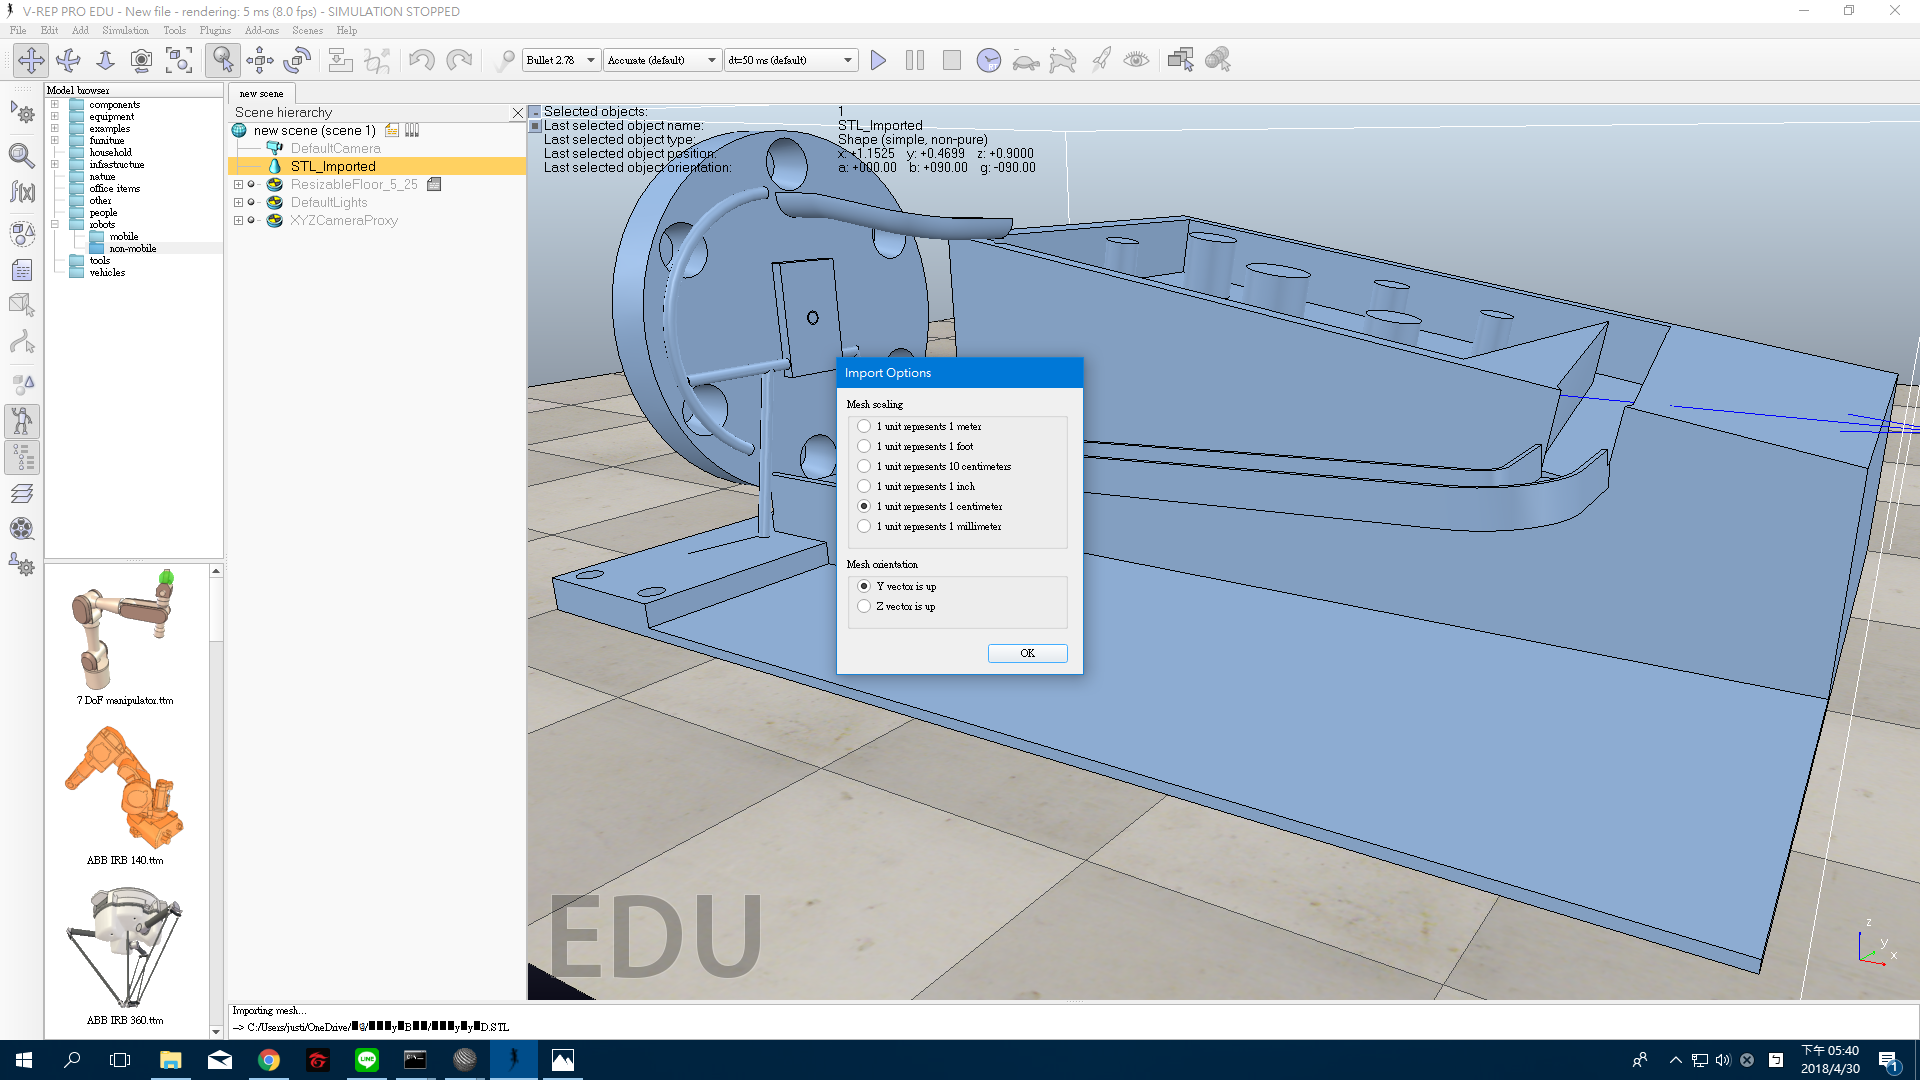 V-REP PRO EDU - New file - rendering: 5 ms (8.0 fps) - SIMULATION STOPPED
File Edit Add Simulation Tools Plugins Add-ons Scenes Help
Bullet 2.78 Accurate (default) dt=50 ms (default)
Model browser
components
equipment
examples
furniture
household
infrastructure
nature
office items
other
people
robots
mobile
non-mobile
tools
vehicles
7 DoF manipulator.ttm
ABB IRB 140.ttm
ABB IRB 360.ttm
new scene
Scene hierarchy
new scene (scene 1)
DefaultCamera
STL_Imported
ResizableFloor_5_25
DefaultLights
XYZCameraProxy
Selected objects: 1
Last selected object name: STL_Imported
Last selected object type: Shape (simple, non-pure)
Last selected object position: x: +1.1525 y: +0.4699 z: +0.9000
Last selected object orientation: a: +000.00 b: +090.00 g: -090.00
Import Options
Mesh scaling
1 unit represents 1 meter
1 unit represents 1 foot
1 unit represents 10 centimeters
1 unit represents 1 inch
1 unit represents 1 centimeter
1 unit represents 1 millimeter
Mesh orientation
Y vector is up
Z vector is up
OK
EDU
z
y
x
Importing mesh...
--> C:/Users/justi/OneDrive/
D.STL
LINE
下午 05:40
2018/4/30
1